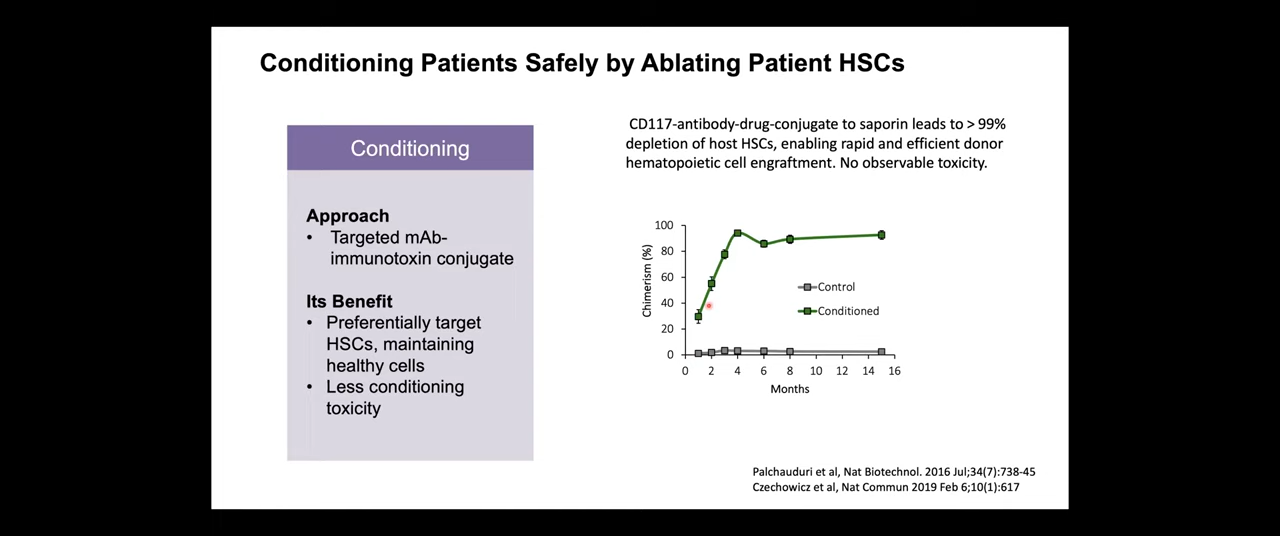 Conditioning Patients Safely by Ablating Patient HSCs
Conditioning
Approach
• Targeted mAb-
immunotoxin conjugate
Its Benefit
• Preferentially target
HSCs, maintaining
healthy cells
• Less conditioning
toxicity
CD117-antibody-drug-conjugate to saporin leads to > 99%
depletion of host HSCs, enabling rapid and efficient donor
hematopoietic cell engraftment. No observable toxicity.
Chimerism (%)
100
80
60
40
20
0
Control
Conditioned
0 2 4 6 8 10 12 14 16
Months
Palchauduri et al, Nat Biotechnol. 2016 Jul;34(7):738-45
Czechowicz et al, Nat Commun 2019 Feb 6;10(1):617